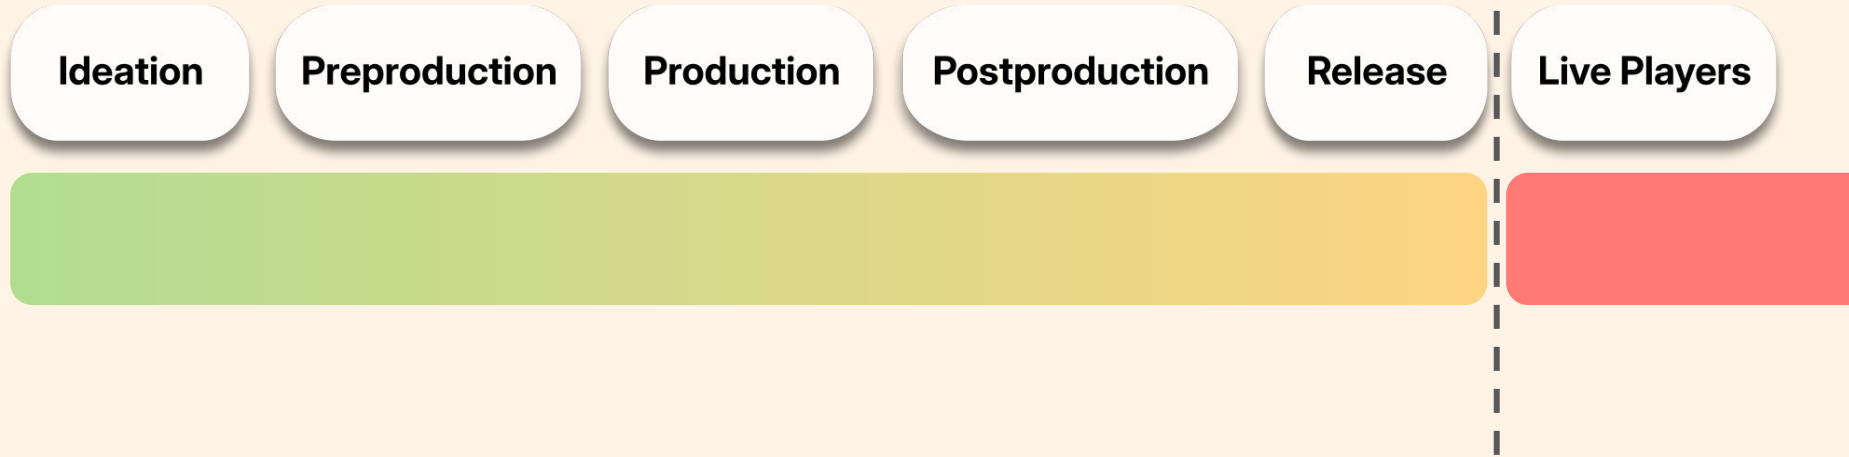 Ideation
Preproduction
Production
Postproduction
Release
Live Players